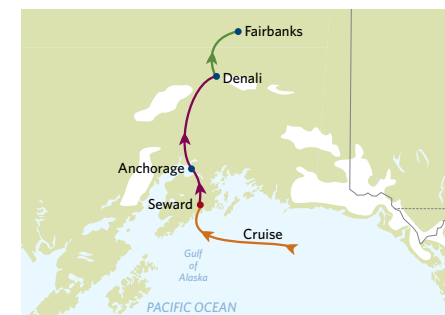 Fairbanks
Denali
Anchorage
Seward
Cruise
Gulf
of
Alaska
PACIFIC OCEAN